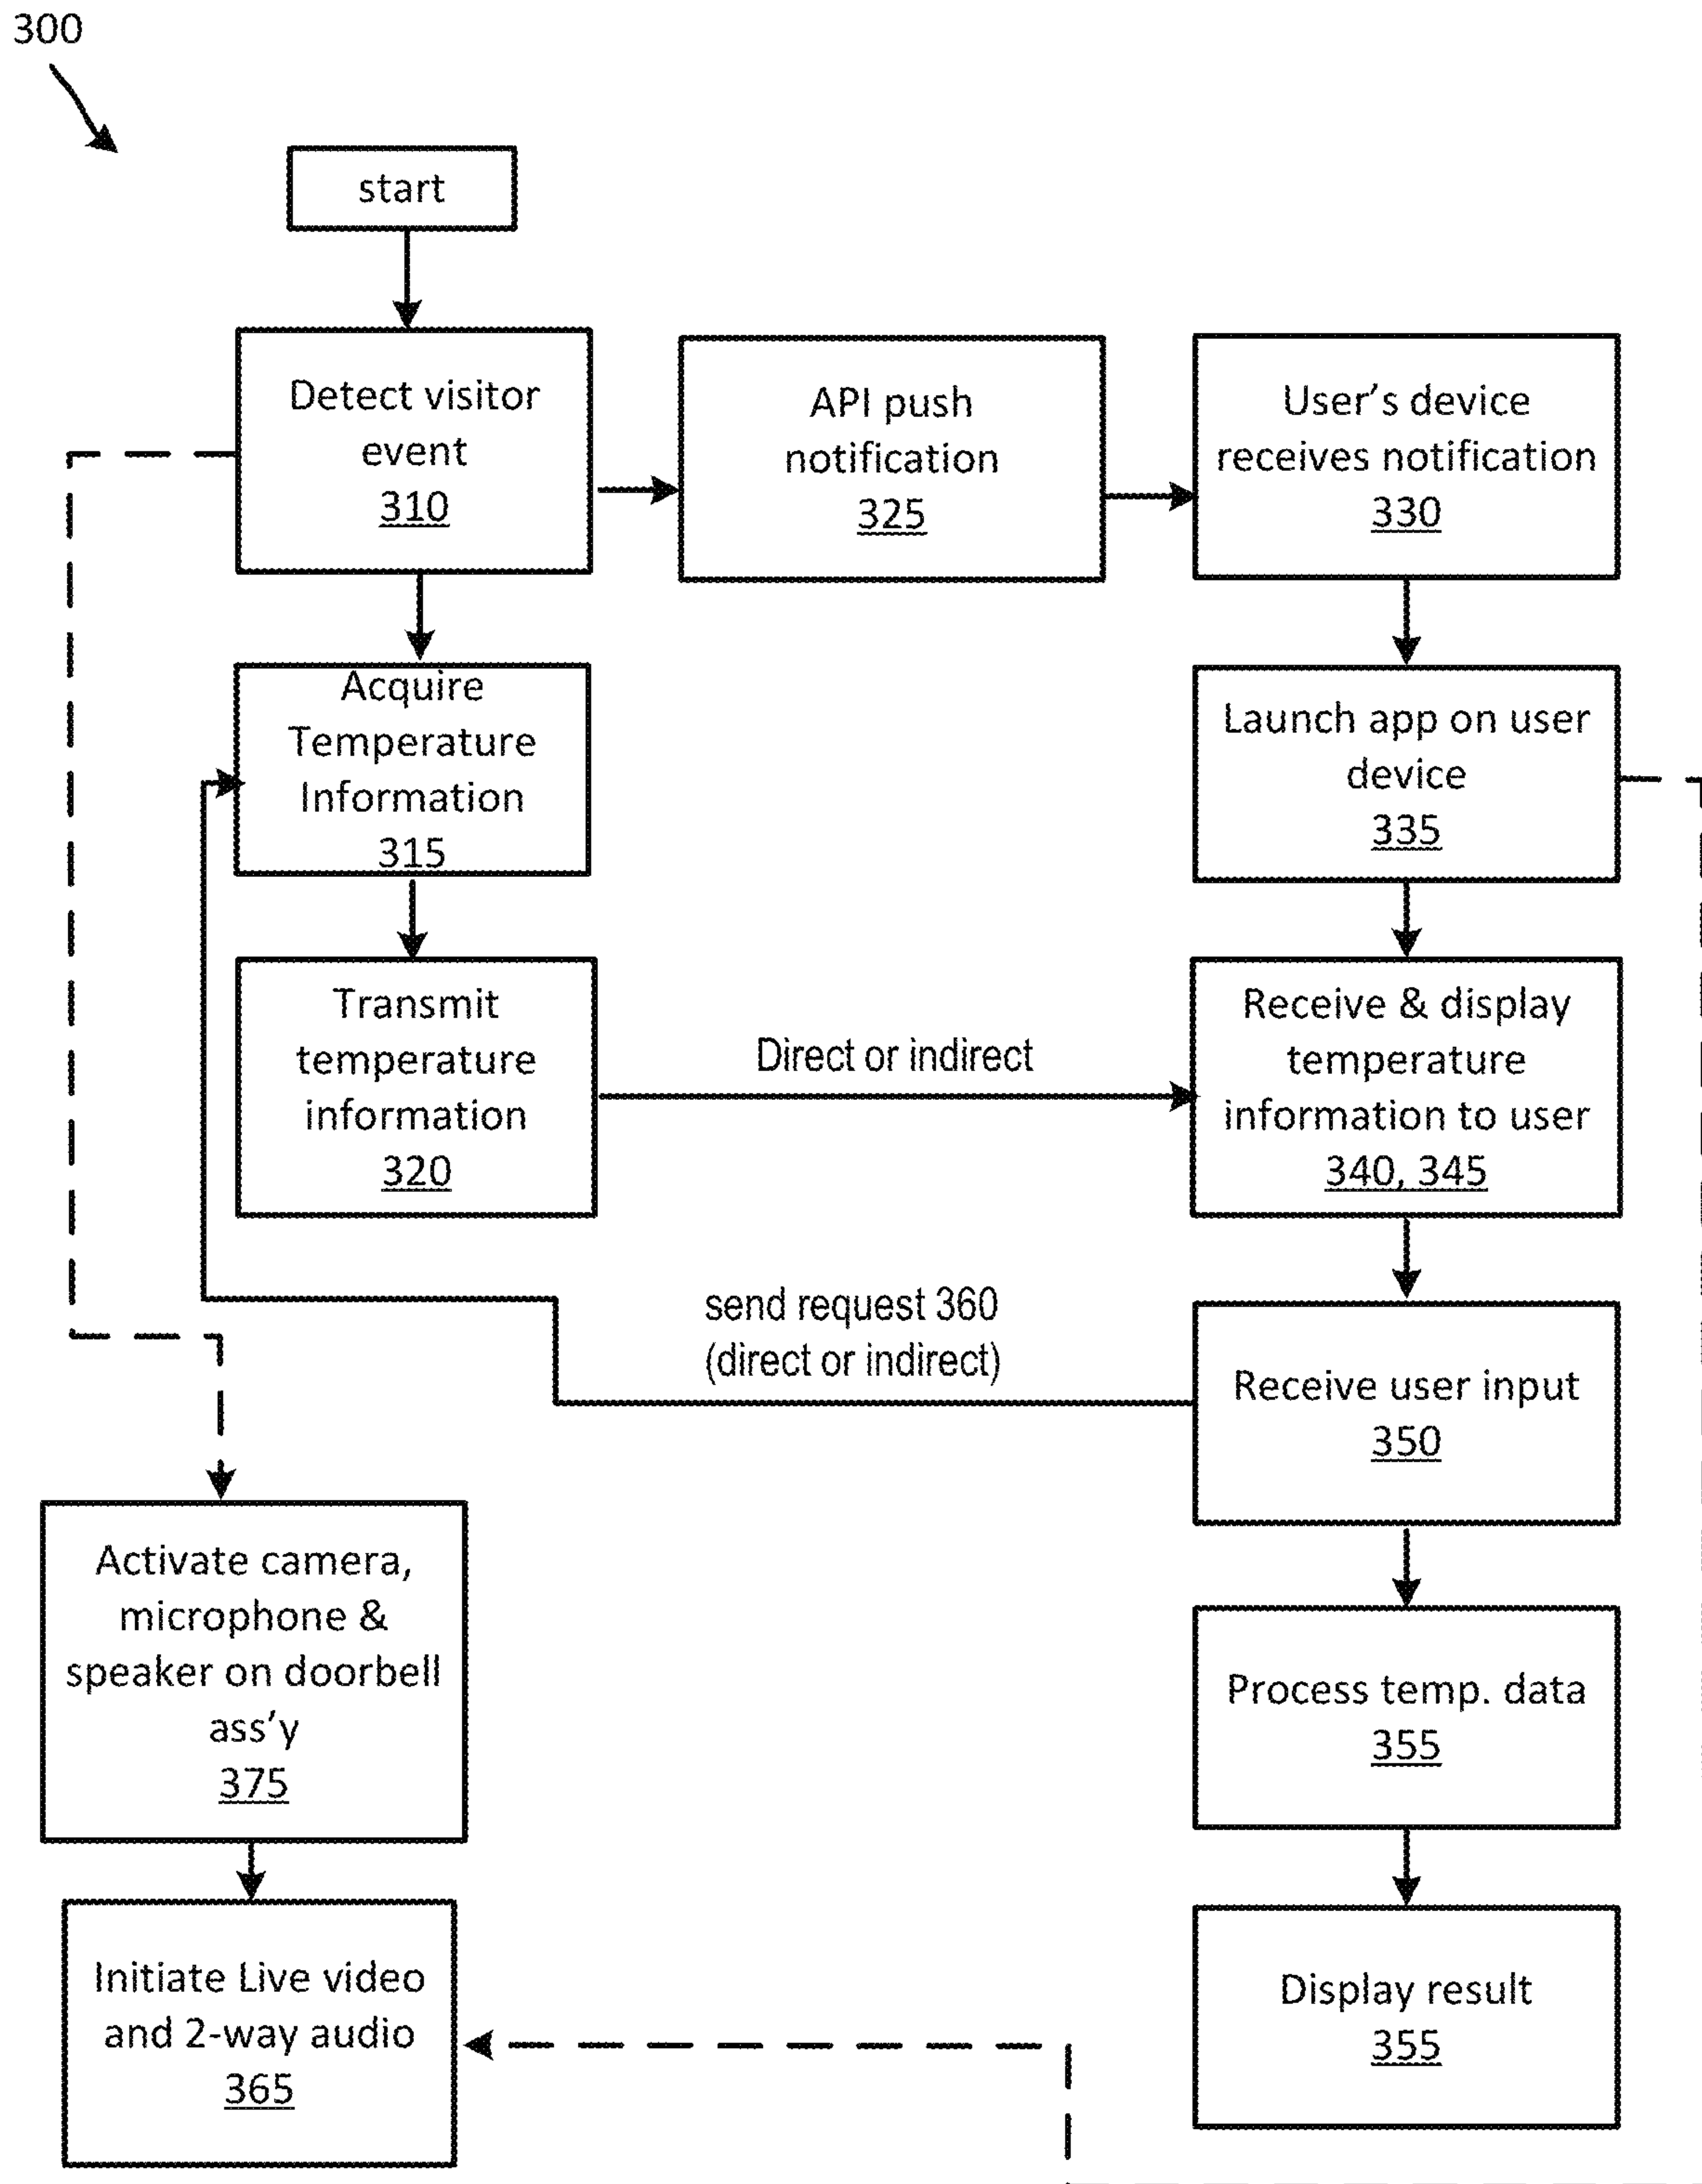 300
start
Detect visitor
event
310
API push
notification
325
User's device
receives notification
330
Acquire
Temperature
Information
315
Launch app on user
device
335
Transmit
temperature
information
320
Direct or indirect
Receive & display
temperature
information to user
340, 345
send request 360
(direct or indirect)
Receive user input
350
Activate camera,
microphone &
speaker on doorbell
ass'y
375
Process temp. data
355
Initiate Live video
and 2-way audio
365
Display result
355